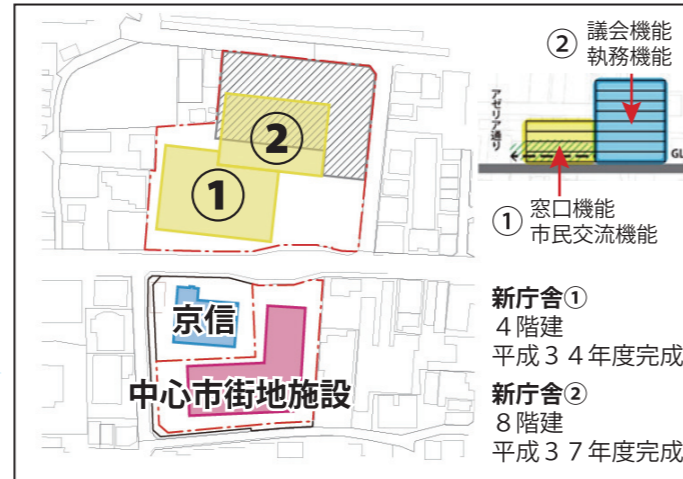 ①
②
② 議会機能
執務機能
アゼリア通り
GL
① 窓口機能
市民交流機能
京信
中心市街地施設
新庁舎①
４階建
平成３４年度完成
新庁舎②
８階建
平成３７年度完成